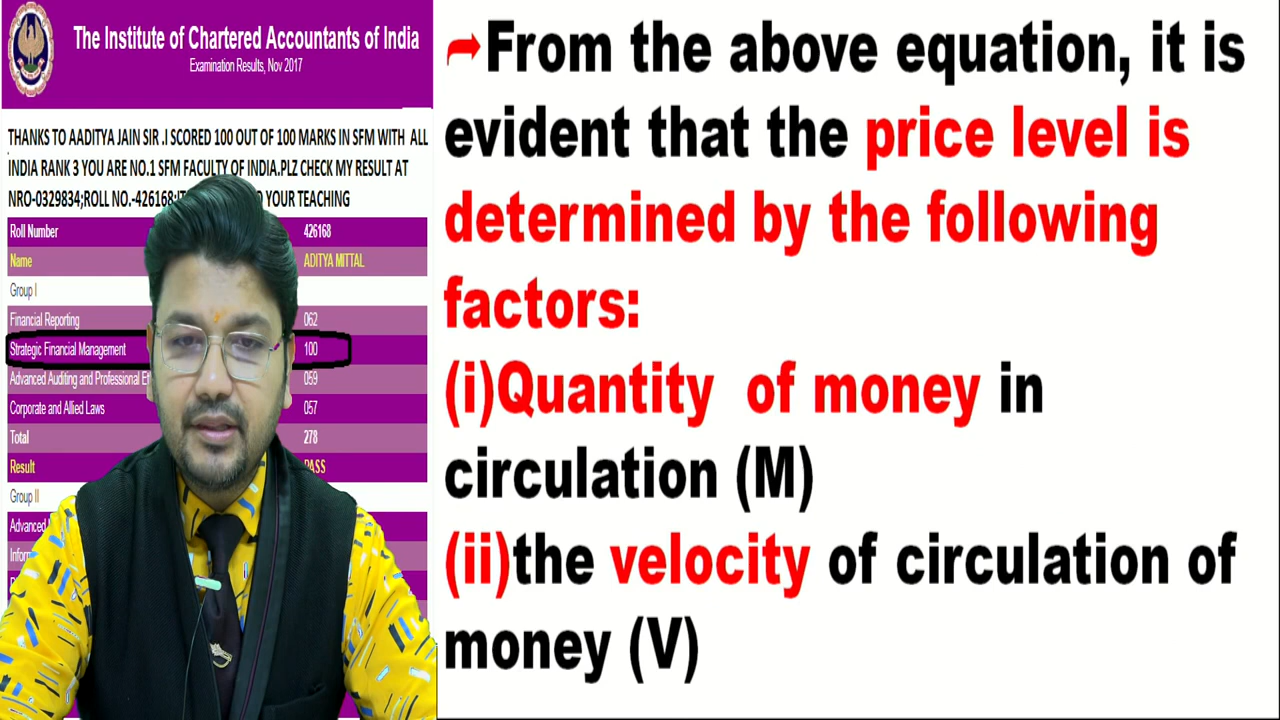 The Institute of Chartered Accountants of India
Examination Results, Nov 2017
THANKS TO AADITYA JAIN SIR .I SCORED 100 OUT OF 100 MARKS IN SFM WITH ALL
INDIA RANK 3 YOU ARE NO.1 SFM FACULTY OF INDIA.PLZ CHECK MY RESULT AT
NRO-0329834;ROLL NO.-426168; YOUR TEACHING
Roll Number 426168
Name ADITYA MITTAL
Group I
Financial Reporting 062
Strategic Financial Management 100
Advanced Auditing and Professional 059
Corporate and Allied Laws 057
Total 278
Result PASS
Group II
Advanced
From the above equation, it is
evident that the price level is
determined by the following
factors:
(i)Quantity of money in
circulation (M)
(ii)the velocity of circulation of
money (V)